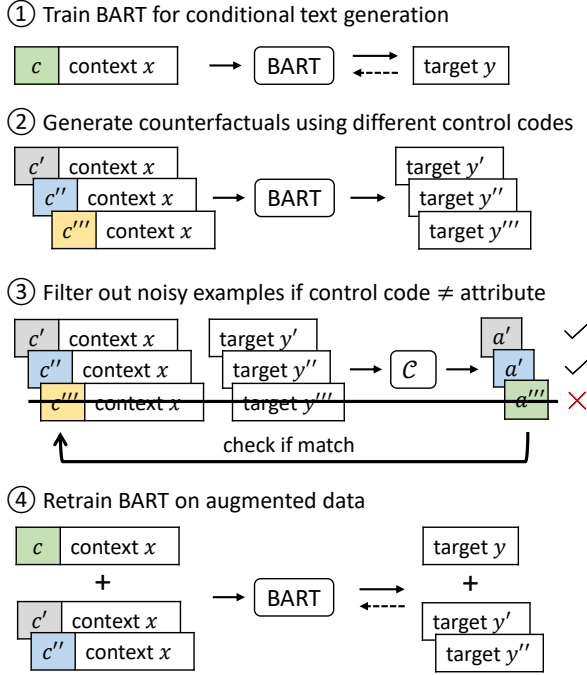 ① Train BART for conditional text generation
c context x BART target y
② Generate counterfactuals using different control codes
c′ context x target y′
c″ context x BART target y″
c‴ context x target y‴
③ Filter out noisy examples if control code ≠ attribute
c′ context x target y′ a′
c″ context x target y″ C a′
c‴ context x target y‴ a‴
check if match
④ Retrain BART on augmented data
c context x target y
+ BART +
c′ context x target y′
c″ context x target y″